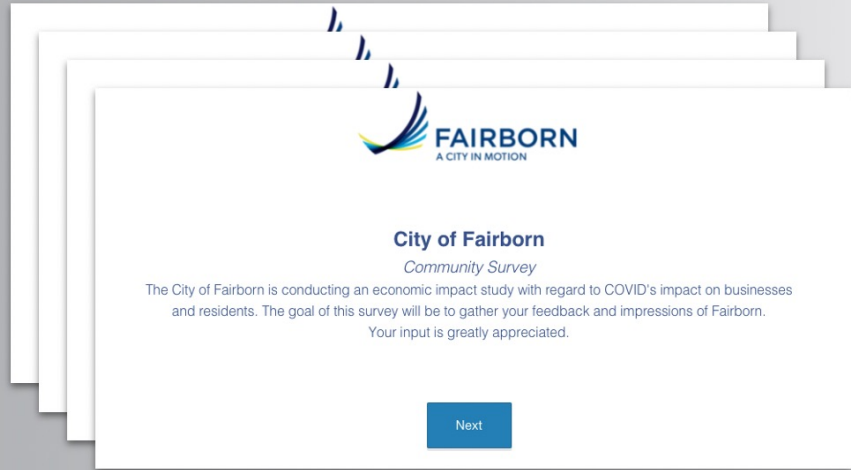 FAIRBORN
A CITY IN MOTION
City of Fairborn
Community Survey
The City of Fairborn is conducting an economic impact study with regard to COVID's impact on businesses
and residents. The goal of this survey will be to gather your feedback and impressions of Fairborn.
Your input is greatly appreciated.
Next